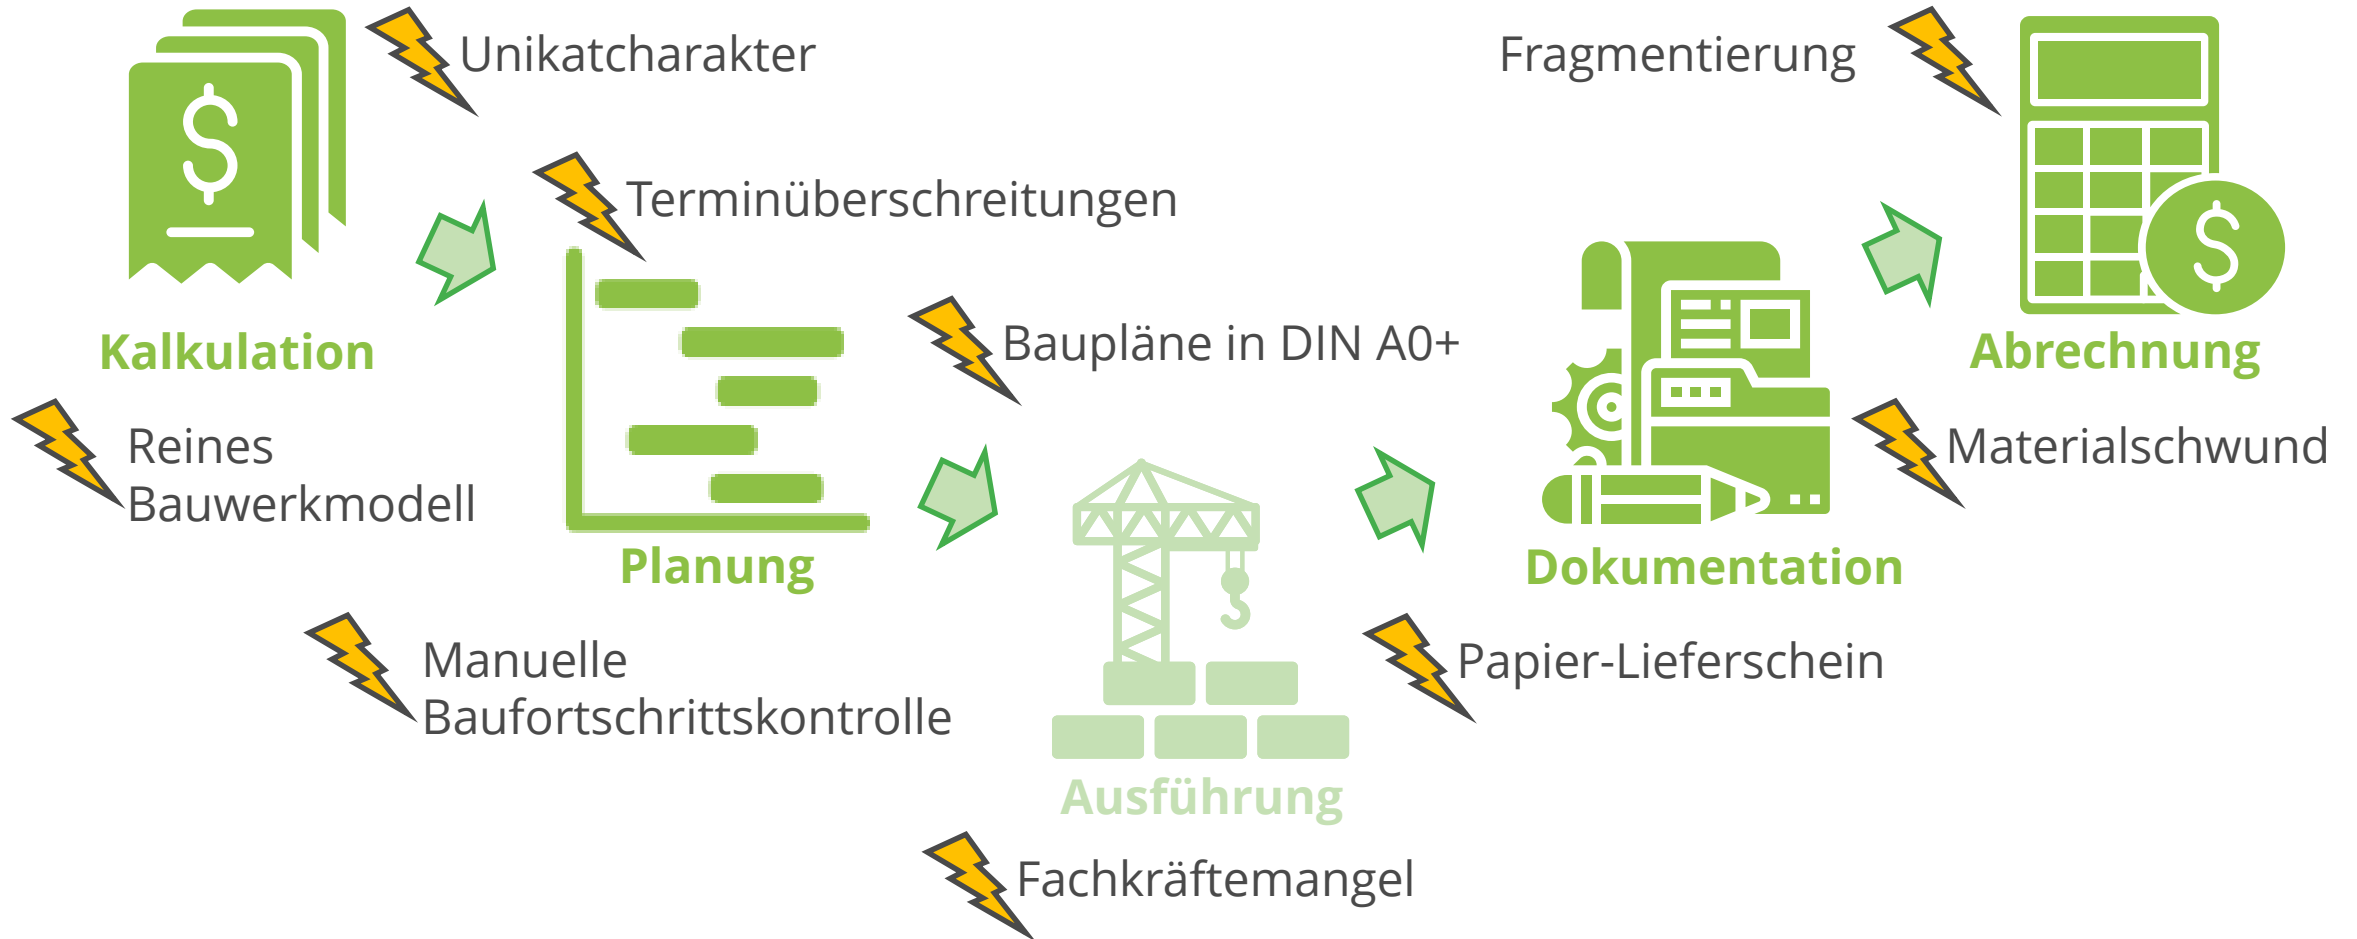 Unikatcharakter
Fragmentierung
Terminüberschreitungen
Baupläne in DIN A0+
Kalkulation
Abrechnung
Reines
Bauwerkmodell
Materialschwund
Planung
Dokumentation
Manuelle
Baufortschrittskontrolle
Papier-Lieferschein
Ausführung
Fachkräftemangel